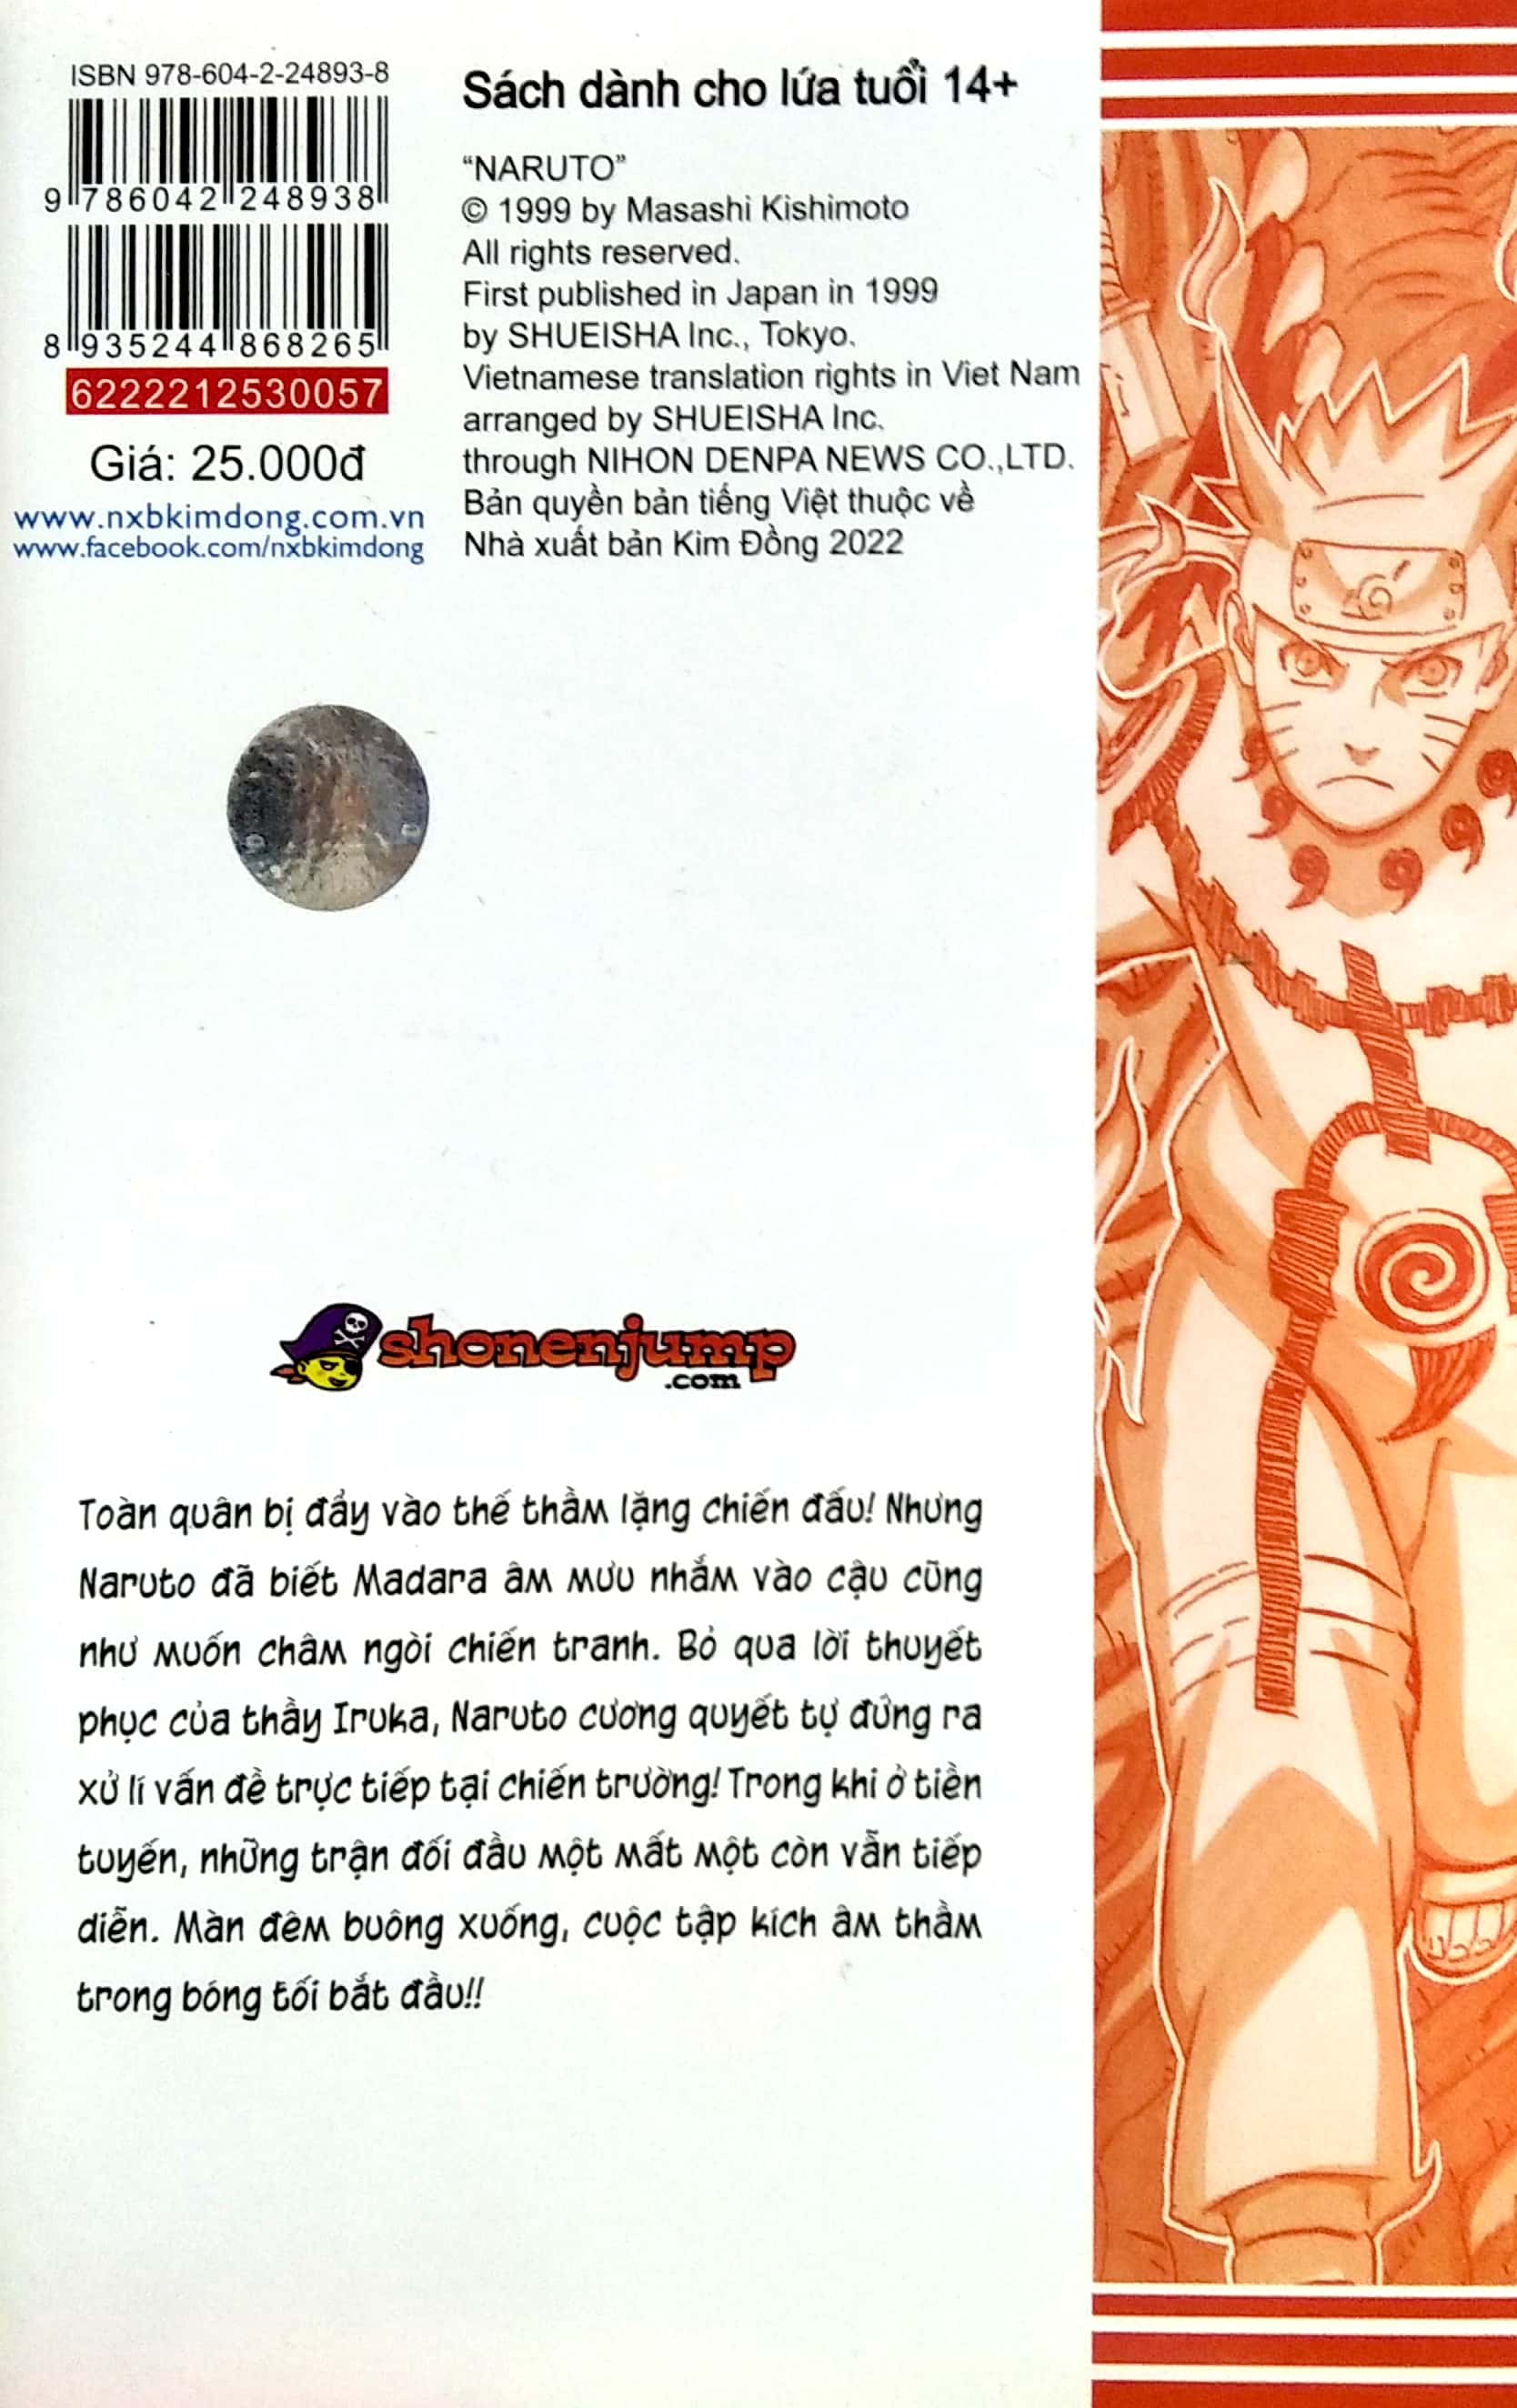 ISBN 978-604-2-24893-8
9 786042 248938
8 935244 868265
6222212530057
Giá: 25.000đ
www.nxbkimdong.com.vn
www.facebook.com/nxbkimdong
Sách dành cho lứa tuổi 14+
“NARUTO”
© 1999 by Masashi Kishimoto
All rights reserved.
First published in Japan in 1999
by SHUEISHA Inc., Tokyo.
Vietnamese translation rights in Viet Nam
arranged by SHUEISHA Inc.
through NIHON DENPA NEWS CO.,LTD.
Bản quyền bản tiếng Việt thuộc về
Nhà xuất bản Kim Đồng 2022
shonenjump
.com
Toàn quân bị đẩy vào thế thầm lặng chiến đấu! Nhưng
Naruto đã biết Madara âm mưu nhắm vào cậu cũng
như muốn châm ngòi chiến tranh. Bỏ qua lời thuyết
phục của thầy Iruka, Naruto cương quyết tự đứng ra
xử lí vấn đề trực tiếp tại chiến trường! Trong khi ở tiền
tuyến, những trận đối đầu một mất một còn vẫn tiếp
diễn. Màn đêm buông xuống, cuộc tập kích âm thầm
trong bóng tối bắt đầu!!